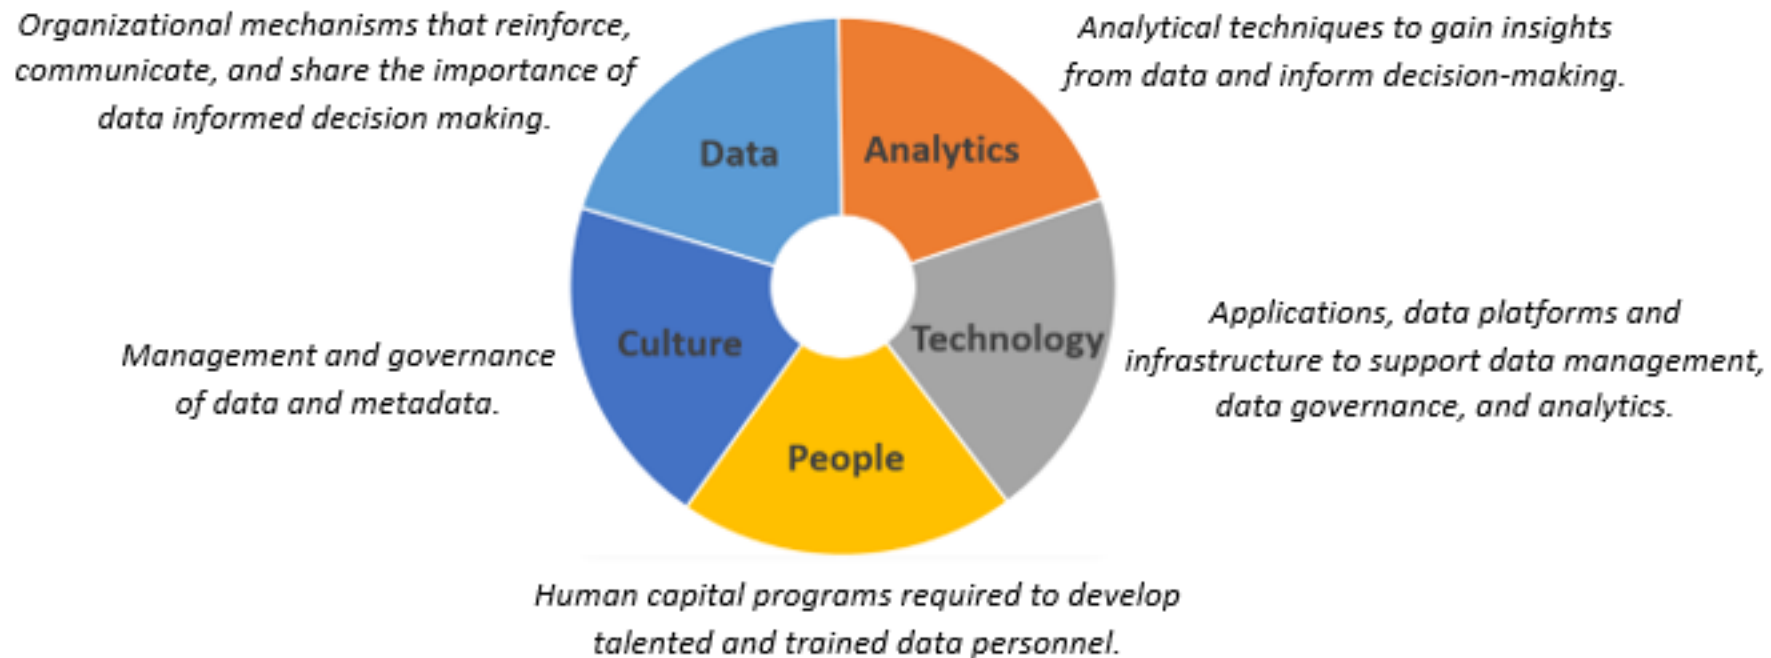 Organizational mechanisms that reinforce,
communicate, and share the importance of
data informed decision making.
Analytical techniques to gain insights
from data and inform decision-making.
Data
Analytics
Culture
Technology
People
Management and governance
of data and metadata.
Applications, data platforms and
infrastructure to support data management,
data governance, and analytics.
Human capital programs required to develop
talented and trained data personnel.